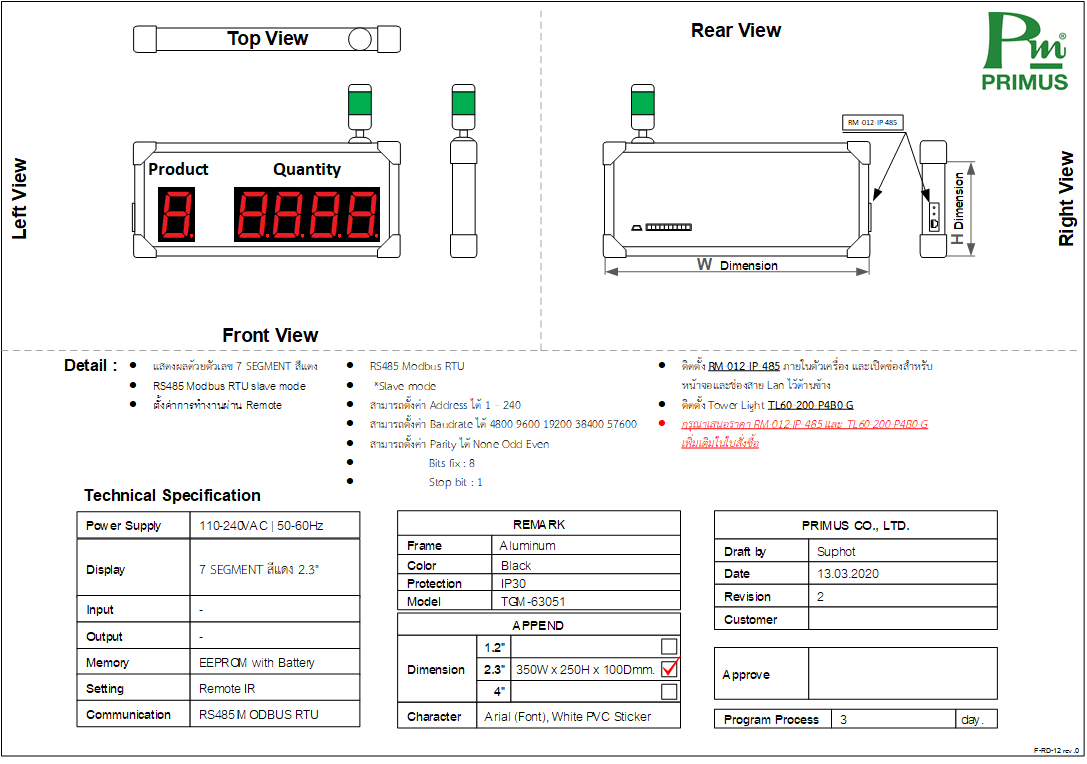 Top View
Rear View
Pm®
PRIMUS
RM-012-IP-485
Left View
Product Quantity
8 8.8.8.8.
H Dimension
Right View
W Dimension
Front View
Detail :
• แสดงผลด้วยตัวเลข 7 SEGMENT สีแดง
• RS485 Modbus RTU slave mode
• ตั้งค่าการทำงานผ่าน Remote
• RS485 Modbus RTU
• *Slave mode
• สามารถตั้งค่า Address ได้ 1 - 240
• สามารถตั้งค่า Baudrate ได้ 4800 9600 19200 38400 57600
• สามารถตั้งค่า Parity ได้ None Odd Even
• Bits fix : 8
• Stop bit : 1
• ติดตั้ง RM-012-IP-485 ภายในตัวเครื่อง และเปิดช่องสำหรับ
หน้าจอและช่องสาย Lan ไว้ด้านข้าง
• ติดตั้ง Tower Light TL60-200-P4B0-G
• กรุณาเสนอราคา RM-012-IP-485 และ TL60-200-P4B0-G
เพิ่มเติมในใบสั่งซื้อ
Technical Specification
Power Supply 110-240VAC | 50-60Hz
Display 7 SEGMENT สีแดง 2.3"
Input -
Output -
Memory EEPROM with Battery
Setting Remote IR
Communication RS485 MODBUS RTU
REMARK
Frame Aluminum
Color Black
Protection IP30
Model TGM-63051
APPEND
Dimension
1.2"
2.3" 350W x 250H x 100Dmm.
4"
Character Arial (Font), White PVC Sticker
PRIMUS CO., LTD.
Draft by Suphot
Date 13.03.2020
Revision 2
Customer
Approve
Program Process 3 day.
F-RD-12 rev.0